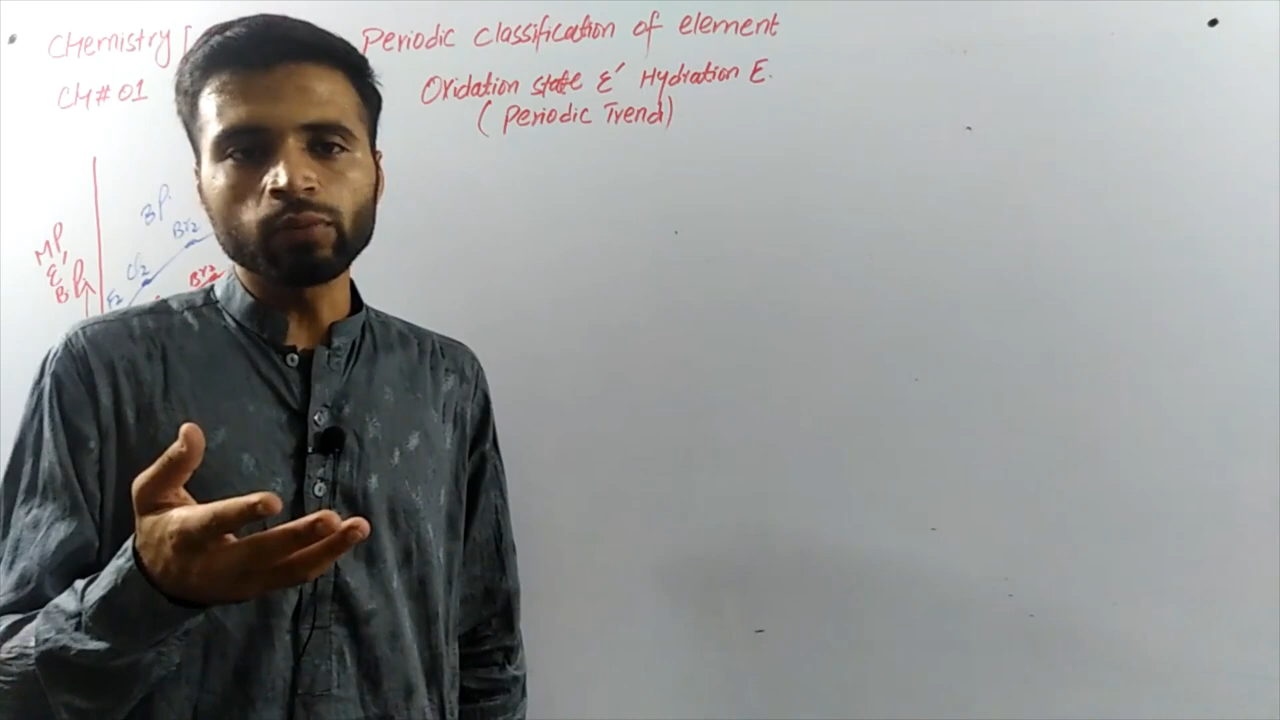 Chemistry [ Periodic classification of element
CH# 01
Oxidation state & Hydration E.
( Periodic Trend)
BP.
Br2
MP,
&
B.P
Cl2
Br2
F2